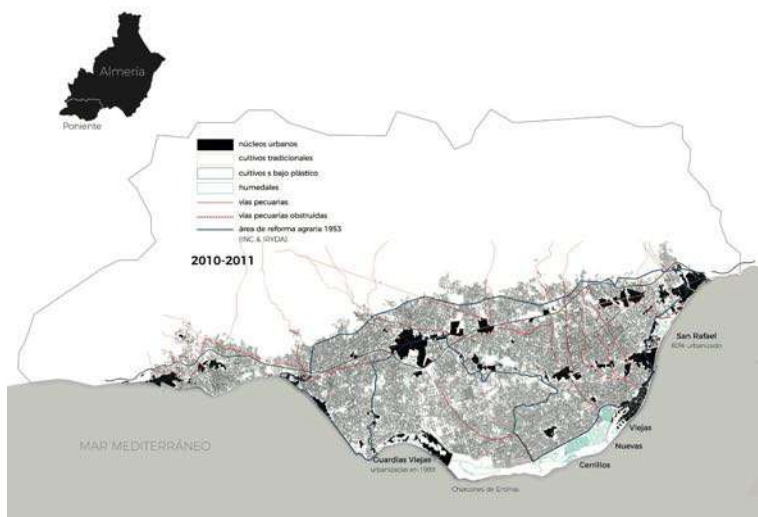 Almería
Poniente
núcleos urbanos
cultivos tradicionales
cultivos s bajo plástico
humedales
vías pecuarias
vías pecuarias obstruidas
área de reforma agraria 1953
(INC & IRYDA)
2010-2011
San Rafael
urbanizado
MAR MEDITERRÁNEO
Viejas
Nuevas
Guardias Viejas
urbanizadas en 1989
Cerrillos
Charcones de Entinas